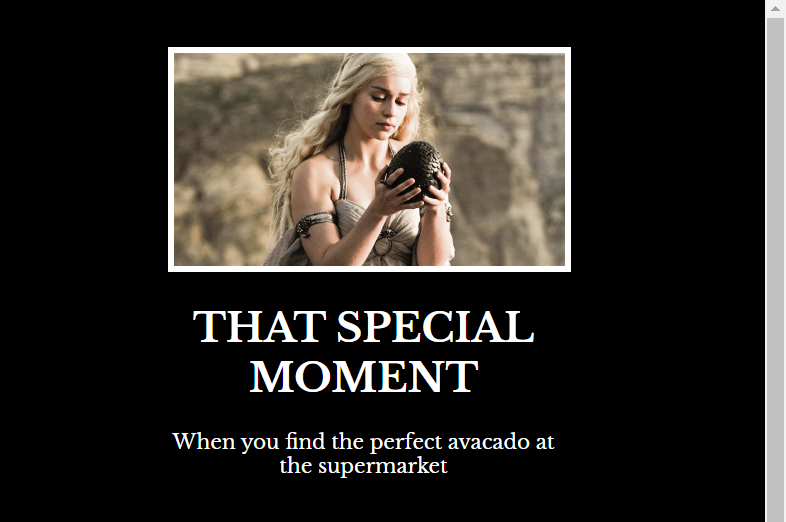 THAT SPECIAL
MOMENT
When you find the perfect avacado at
the supermarket